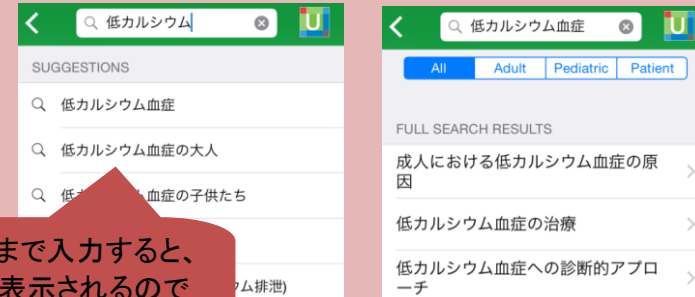 低カルシウム
U
SUGGESTIONS
低カルシウム血症
低カルシウム血症の大人
ム血症の子供たち
ム排泄)
まで入力すると、
表示されるので
低カルシウム血症
U
All Adult Pediatric Patient
FULL SEARCH RESULTS
成人における低カルシウム血症の原
因
低カルシウム血症の治療
低カルシウム血症への診断的アプロ
ーチ